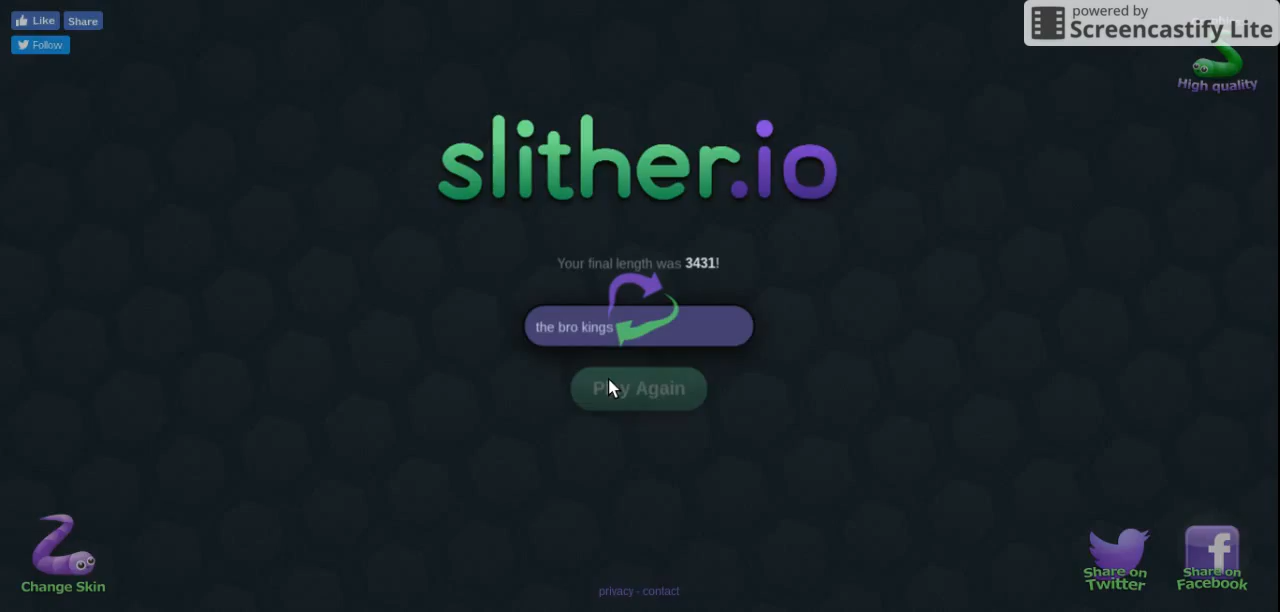 Like Share
Follow
powered by
Screencastify Lite
High quality
slither.io
Your final length was 3431!
the bro kings
Play Again
Change Skin
Share on
Twitter
Share on
Facebook
privacy · contact